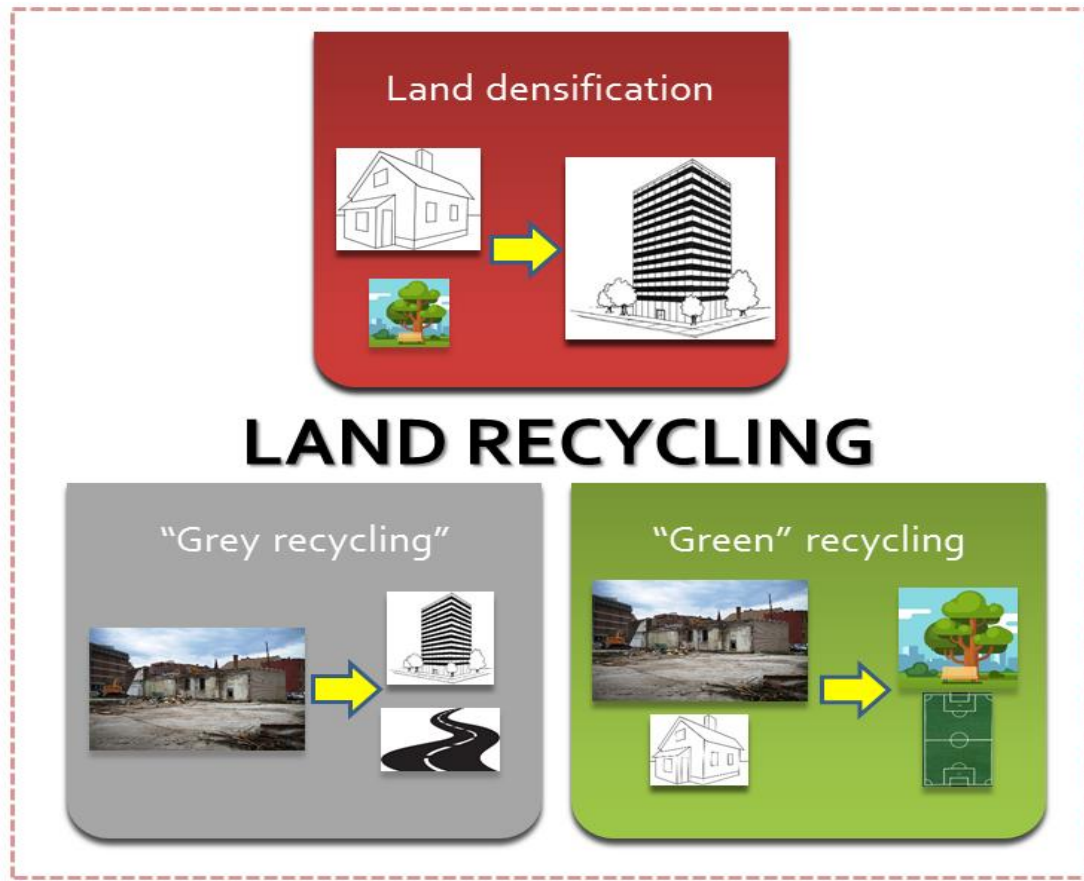 Land densification
LAND RECYCLING
“Grey recycling”
“Green” recycling